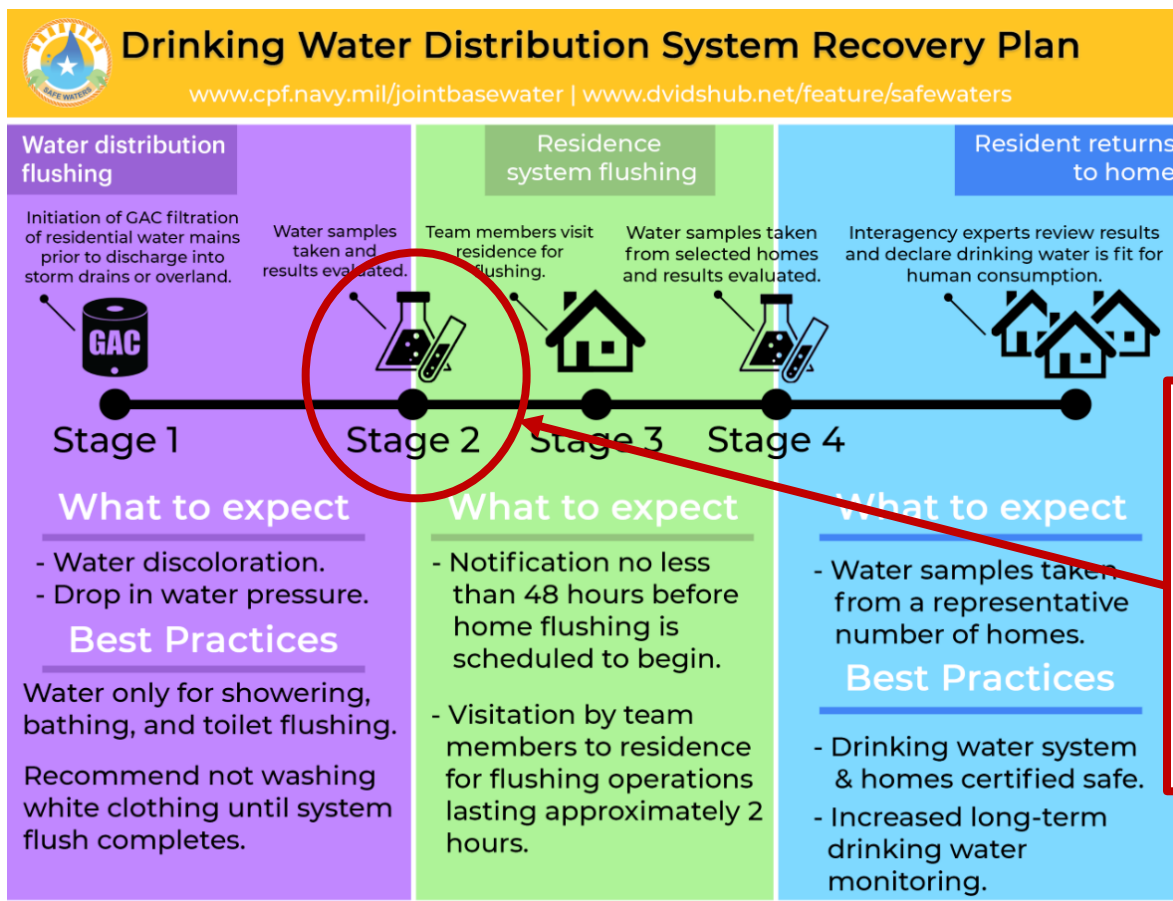 SAFE WATERS
Drinking Water Distribution System Recovery Plan
www.cpf.navy.mil/jointbasewater | www.dvidshub.net/feature/safewaters
Water distribution
flushing
Initiation of GAC filtration
of residential water mains
prior to discharge into
storm drains or overland.
Water samples
taken and
results evaluated.
Residence
system flushing
Team members visit
residence for
flushing.
Water samples taken
from selected homes
and results evaluated.
Resident returns
to home
Interagency experts review results
and declare drinking water is fit for
human consumption.
GAC
Stage 1
Stage 2
Stage 3
Stage 4
What to expect
- Water discoloration.
- Drop in water pressure.
Best Practices
Water only for showering,
bathing, and toilet flushing.
Recommend not washing
white clothing until system
flush completes.
What to expect
- Notification no less
than 48 hours before
home flushing is
scheduled to begin.
- Visitation by team
members to residence
for flushing operations
lasting approximately 2
hours.
What to expect
- Water samples taken
from a representative
number of homes.
Best Practices
- Drinking water system
& homes certified safe.
- Increased long-term
drinking water
monitoring.